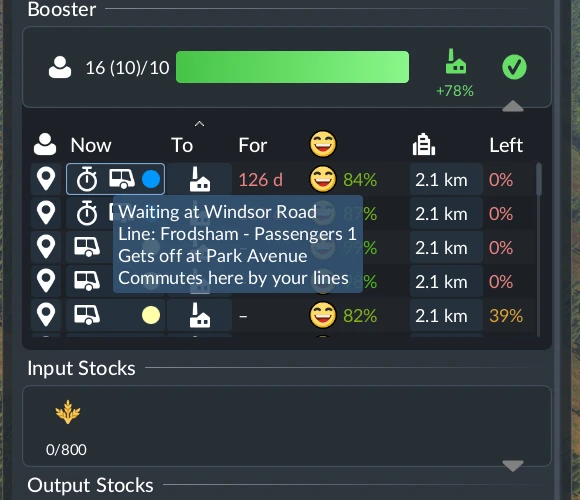 Booster
16 (10)/10
+78%
Now To For Left
126 d 84% 2.1 km 0%
2.1 km 0%
2.1 km 0%
2.1 km 0%
– 82% 2.1 km 39%
Waiting at Windsor Road
Line: Frodsham - Passengers 1
Gets off at Park Avenue
Commutes here by your lines
Input Stocks
0/800
Output Stocks